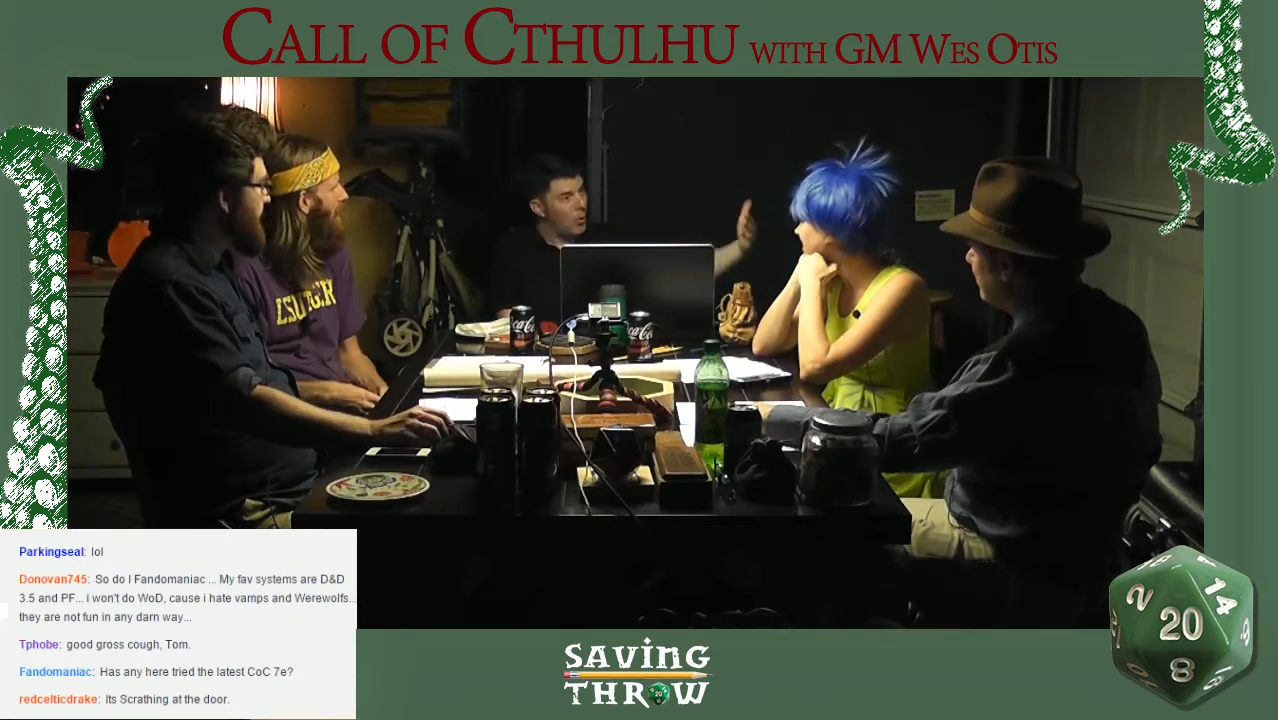 CALL OF CTHULHU WITH GM WES OTIS
Coca-Cola
Parkingseal: lol
Donovan745: So do I Fandomaniac ... My fav systems are D&D
3.5 and PF... i won't do WoD, cause i hate vamps and Werewolfs...
they are not fun in any darn way...
Tphobe: good gross cough, Tom.
Fandomaniac: Has any here tried the latest CoC 7e?
redcelticdrake: Its Scrathing at the door.
SAVING
THROW
20
2
14
20
8